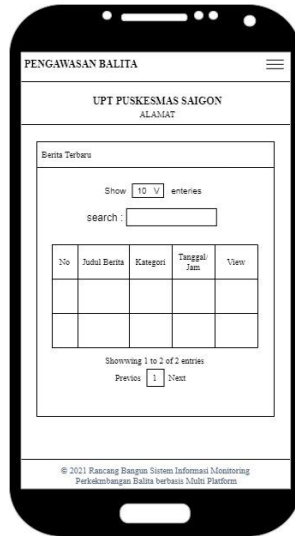 PENGAWASAN BALITA
UPT PUSKESMAS SAIGON
ALAMAT
Berita Terbaru
Show 10 V enteries
search :
No Judul Berita Kategori Tanggal/ Jam View
Showwing 1 to 2 of 2 entries
Previos 1 Next
© 2021 Rancang Bangun Sistem Informasi Monitoring
Perkekmbangan Balita berbasis Multi Platform